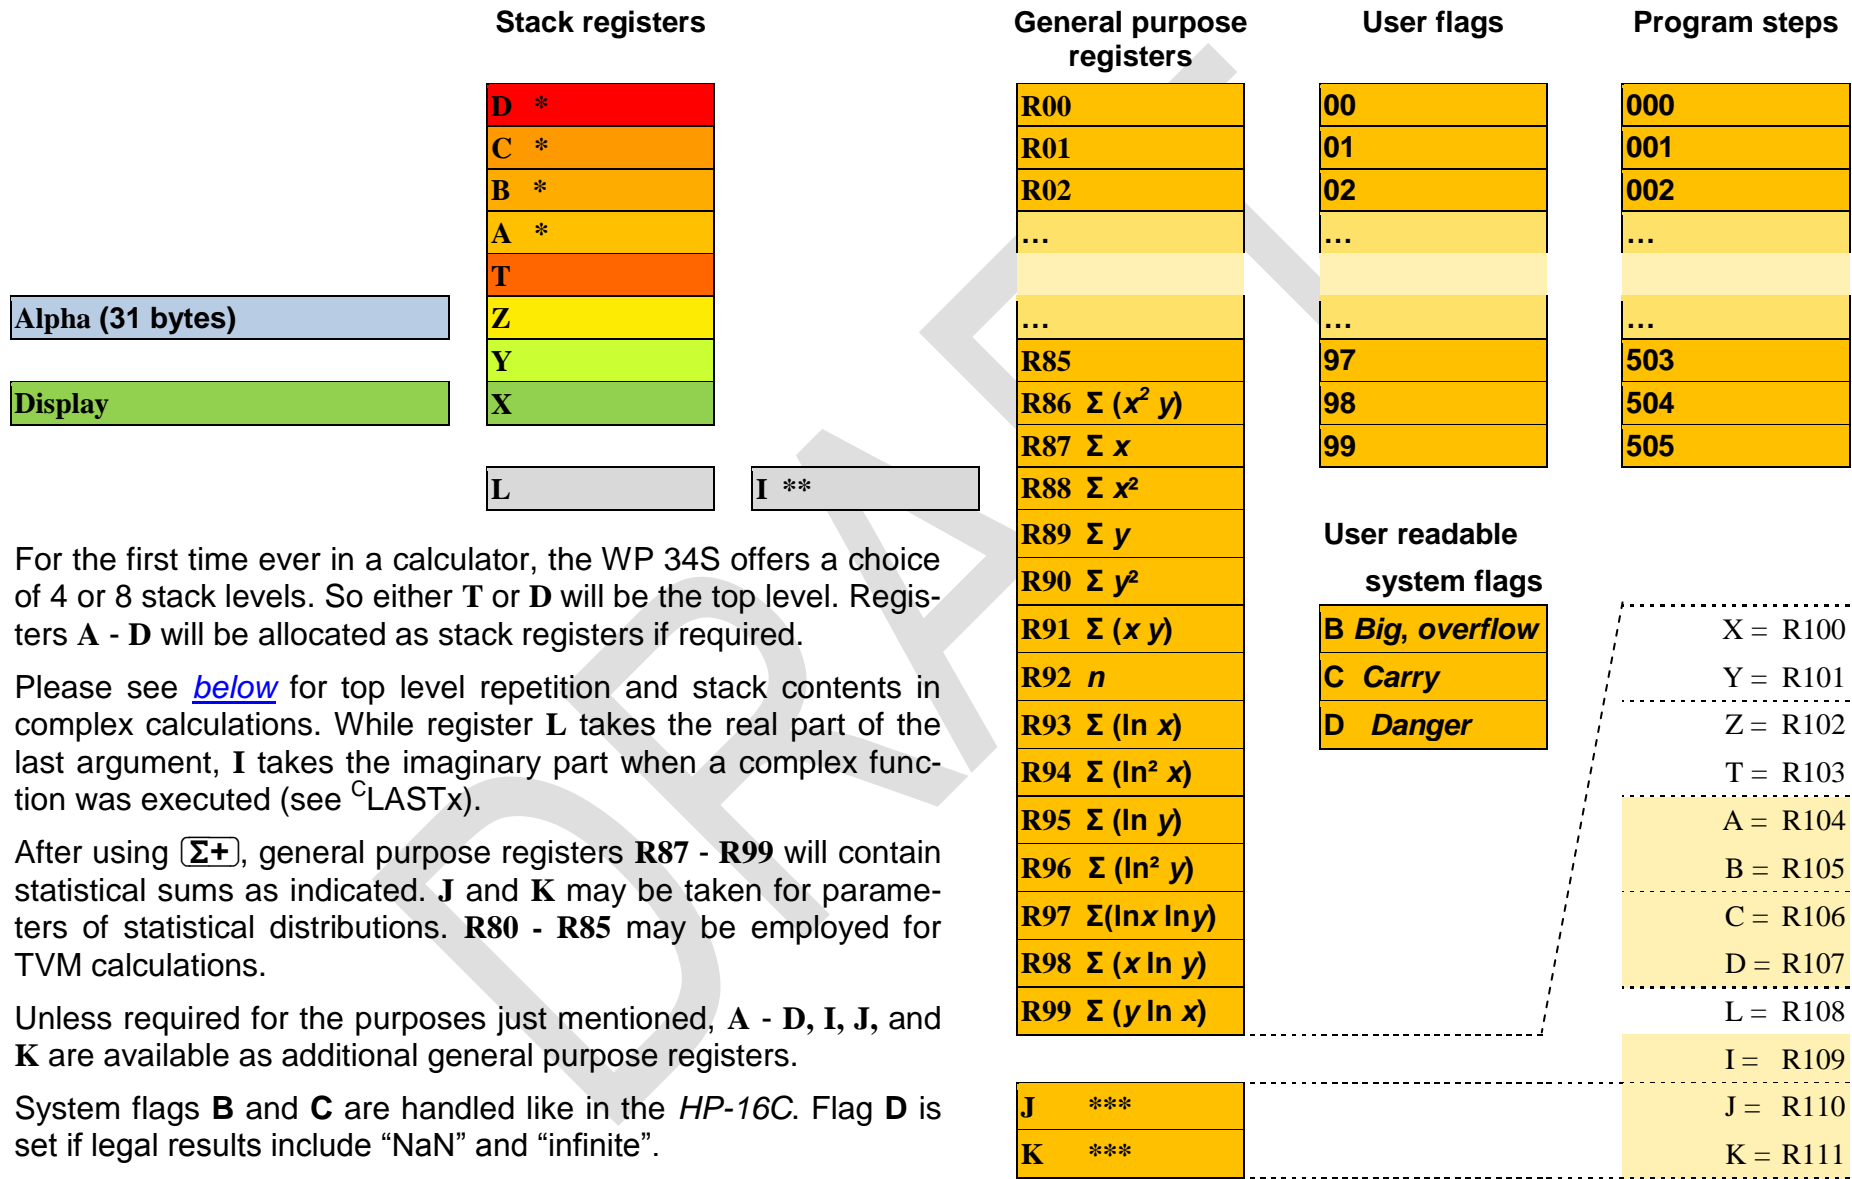 Stack registers
General purpose
registers
User flags
Program steps
D *
C *
B *
A *
T
Z
Y
X
Alpha (31 bytes)
Display
L
I **
R00
R01
R02
…
…
R85
R86 Σ (x² y)
R87 Σ x
R88 Σ x²
R89 Σ y
R90 Σ y²
R91 Σ (x y)
R92 n
R93 Σ (ln x)
R94 Σ (ln² x)
R95 Σ (ln y)
R96 Σ (ln² y)
R97 Σ(lnx lny)
R98 Σ (x ln y)
R99 Σ (y ln x)
J ***
K ***
00
01
02
…
…
97
98
99
User readable
system flags
B Big, overflow
C Carry
D Danger
000
001
002
…
…
503
504
505
X = R100
Y = R101
Z = R102
T = R103
A = R104
B = R105
C = R106
D = R107
L = R108
I = R109
J = R110
K = R111
For the first time ever in a calculator, the WP 34S offers a choice
of 4 or 8 stack levels. So either T or D will be the top level. Regis-
ters A - D will be allocated as stack registers if required.
Please see below for top level repetition and stack contents in
complex calculations. While register L takes the real part of the
last argument, I takes the imaginary part when a complex func-
tion was executed (see ᶜLASTx).
After using Σ+, general purpose registers R87 - R99 will contain
statistical sums as indicated. J and K may be taken for parame-
ters of statistical distributions. R80 - R85 may be employed for
TVM calculations.
Unless required for the purposes just mentioned, A - D, I, J, and
K are available as additional general purpose registers.
System flags B and C are handled like in the HP-16C. Flag D is
set if legal results include “NaN” and “infinite”.
DRAFT